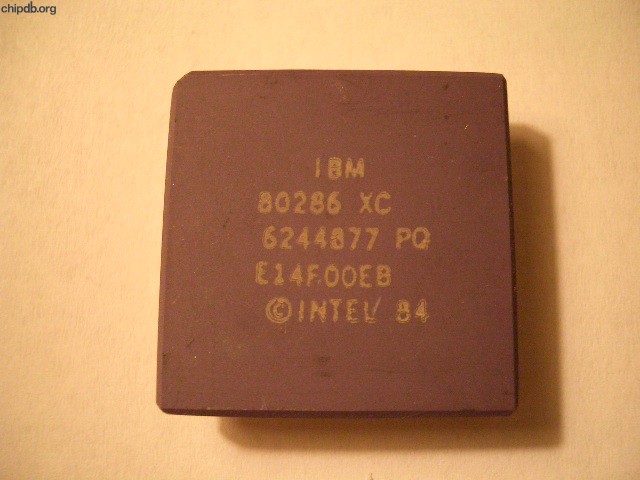 chipdb.org
IBM
80286 XC
6244877 PQ
E14F00EB
©INTEL 84